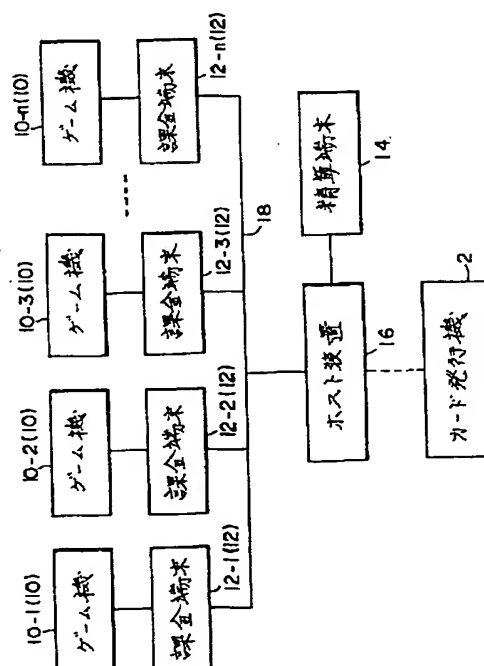 10-1(10)
ゲーム機
10-2(10)
ゲーム機
10-3(10)
ゲーム機
10-n(10)
ゲーム機
課金端末
12-1(12)
課金端末
12-2(12)
課金端末
12-3(12)
課金端末
12-n(12)
18
ホスト装置
16
精算端末
14
カード発行機
2